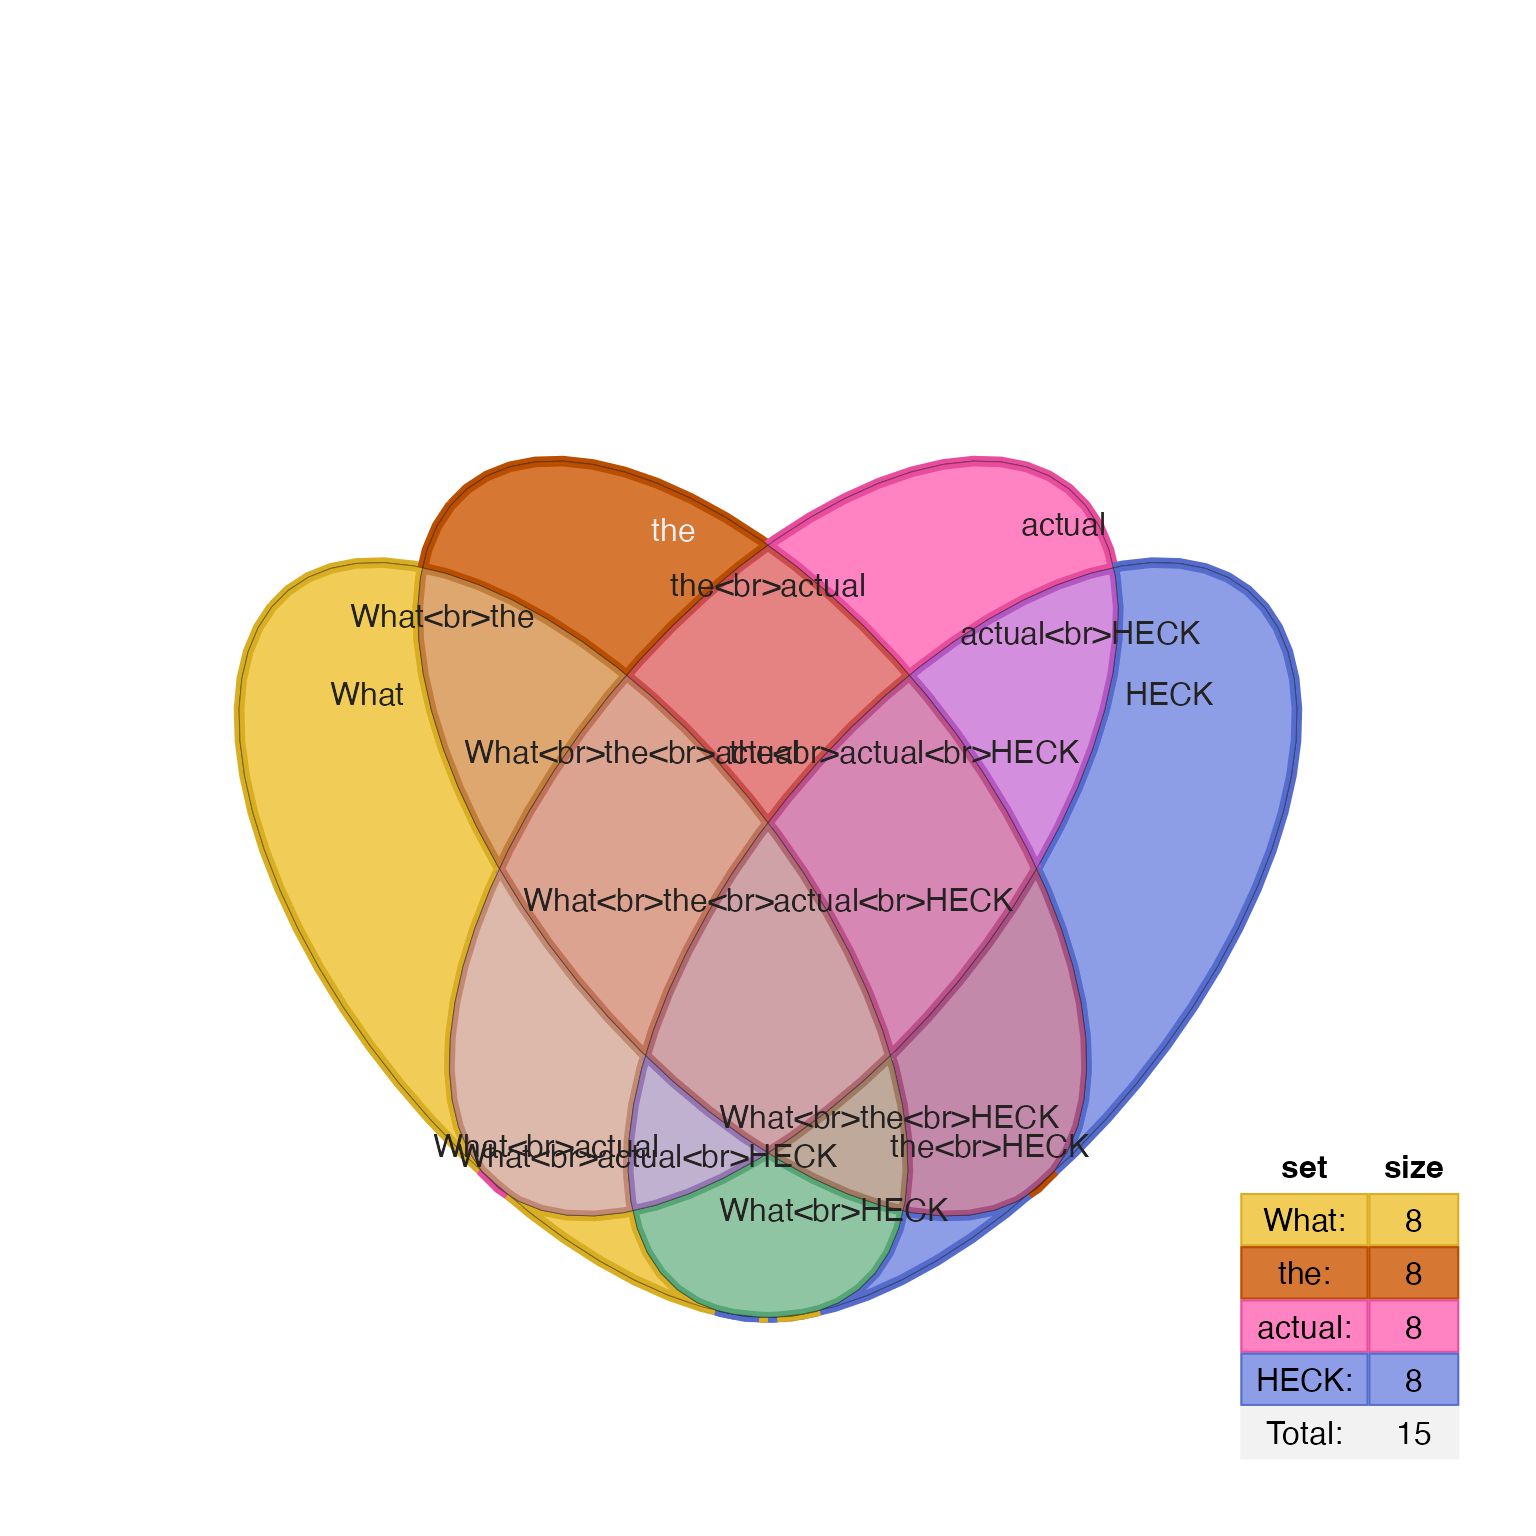 actual
the
the<br>actual
What<br>the
actual<br>HECK
What
HECK
What<br>the<br>actual
the<br>actual<br>HECK
What<br>the<br>actual<br>HECK
What<br>the<br>HECK
What<br>actual
the<br>HECK
What<br>actual<br>HECK
What<br>HECK
set size
What: 8
the: 8
actual: 8
HECK: 8
Total: 15